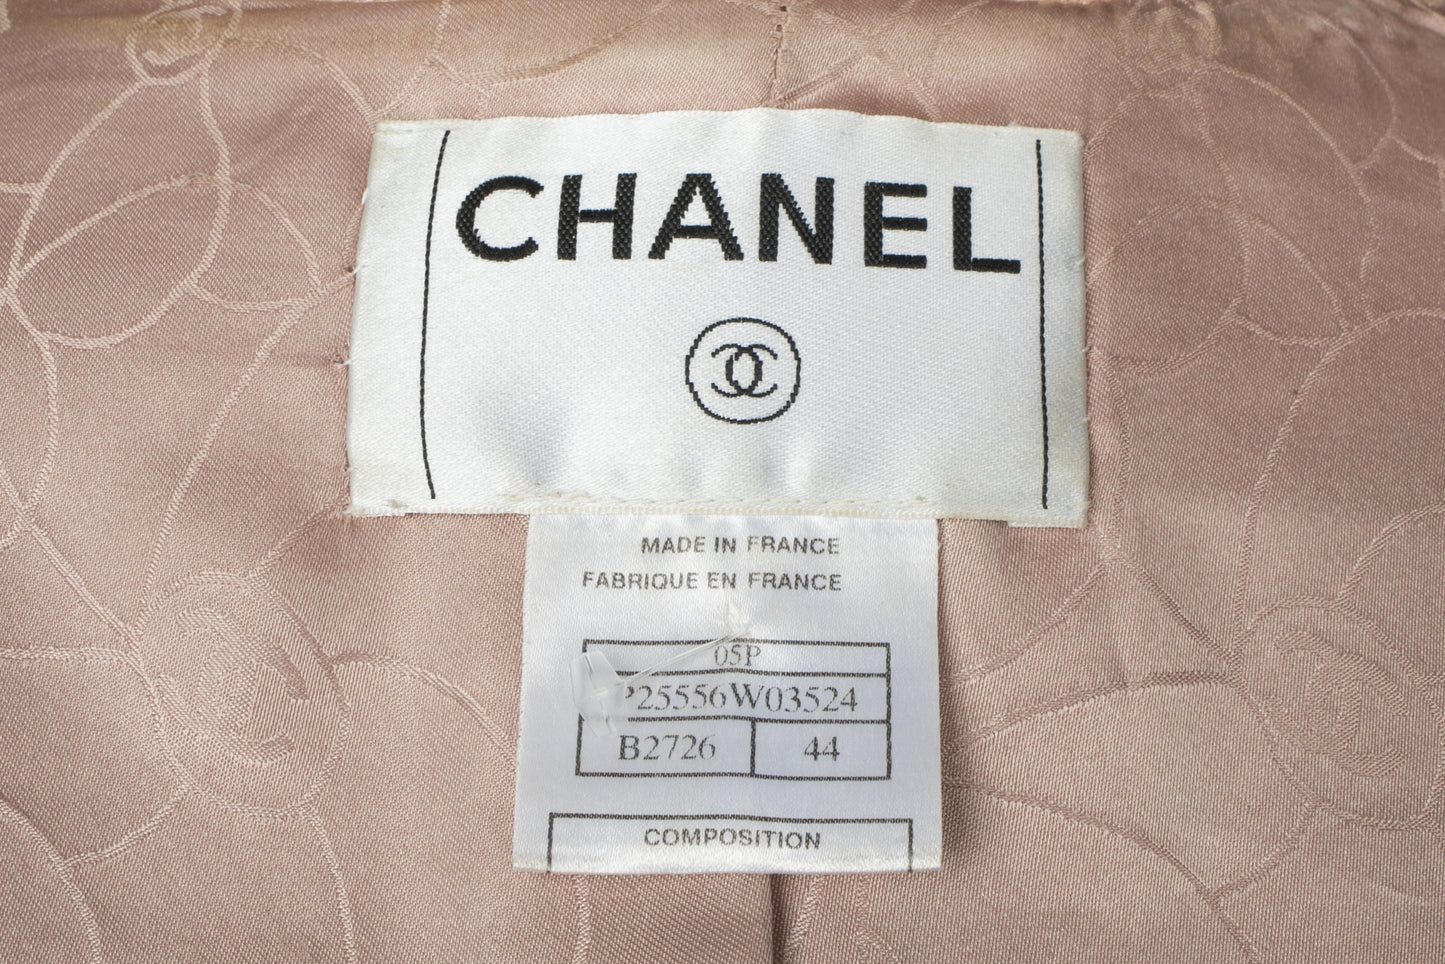 CHANEL
MADE IN FRANCE
FABRIQUE EN FRANCE
05P
P25556W03524
B2726 44
COMPOSITION